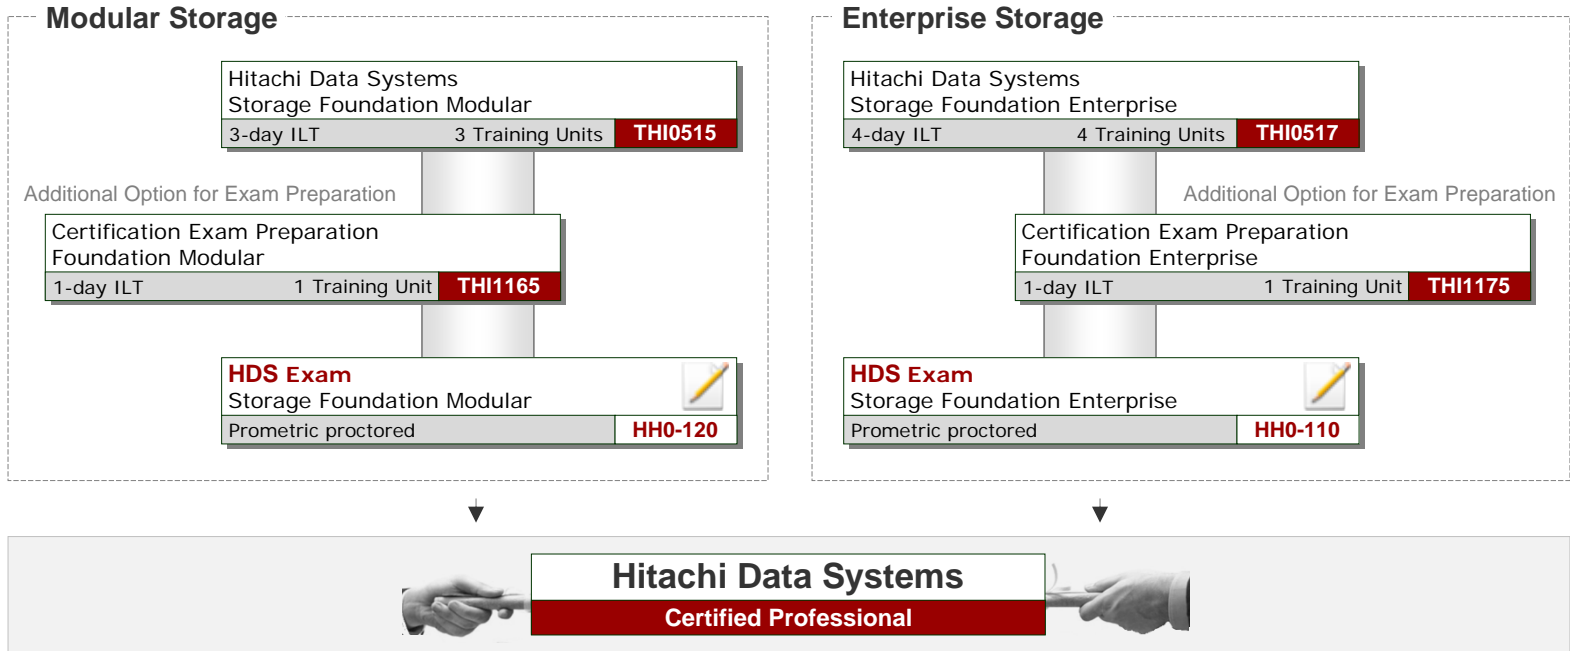 Modular Storage
Hitachi Data Systems
Storage Foundation Modular
3-day ILT 3 Training Units THI0515
Additional Option for Exam Preparation
Certification Exam Preparation
Foundation Modular
1-day ILT 1 Training Unit THI1165
HDS Exam
Storage Foundation Modular
Prometric proctored HH0-120
Enterprise Storage
Hitachi Data Systems
Storage Foundation Enterprise
4-day ILT 4 Training Units THI0517
Additional Option for Exam Preparation
Certification Exam Preparation
Foundation Enterprise
1-day ILT 1 Training Unit THI1175
HDS Exam
Storage Foundation Enterprise
Prometric proctored HH0-110
Hitachi Data Systems
Certified Professional